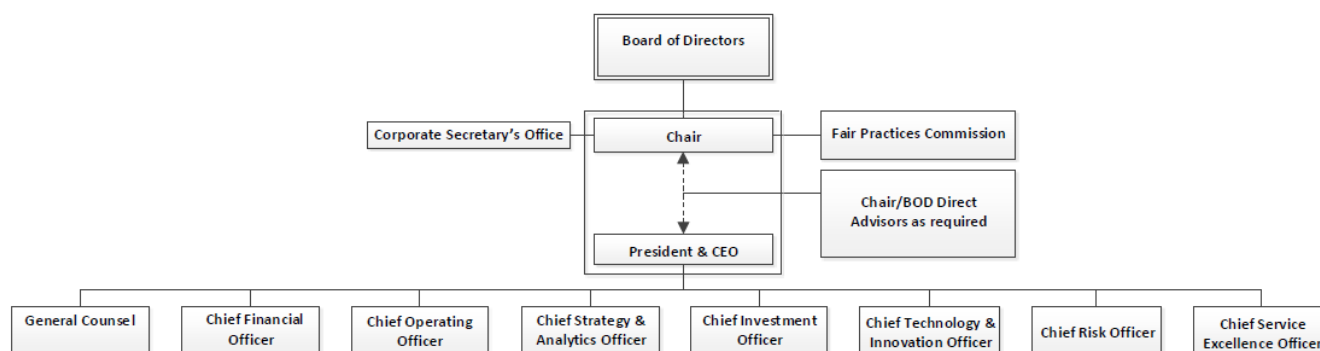 Board of Directors
Corporate Secretary's Office
Chair
Fair Practices Commission
Chair/BOD Direct
Advisors as required
President & CEO
General Counsel
Chief Financial
Officer
Chief Operating
Officer
Chief Strategy &
Analytics Officer
Chief Investment
Officer
Chief Technology &
Innovation Officer
Chief Risk Officer
Chief Service
Excellence Officer